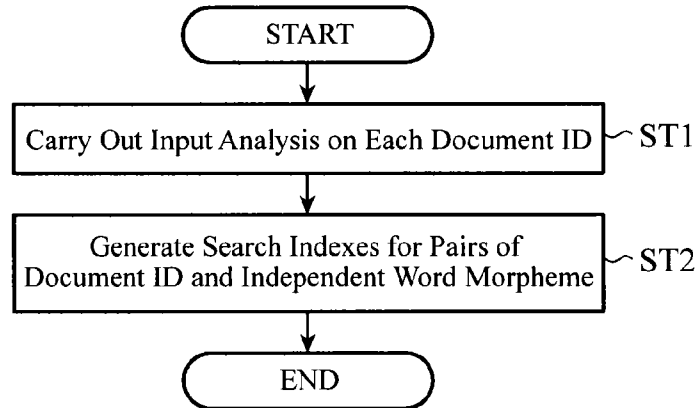 START
Carry Out Input Analysis on Each Document ID
ST1
Generate Search Indexes for Pairs of
Document ID and Independent Word Morpheme
ST2
END